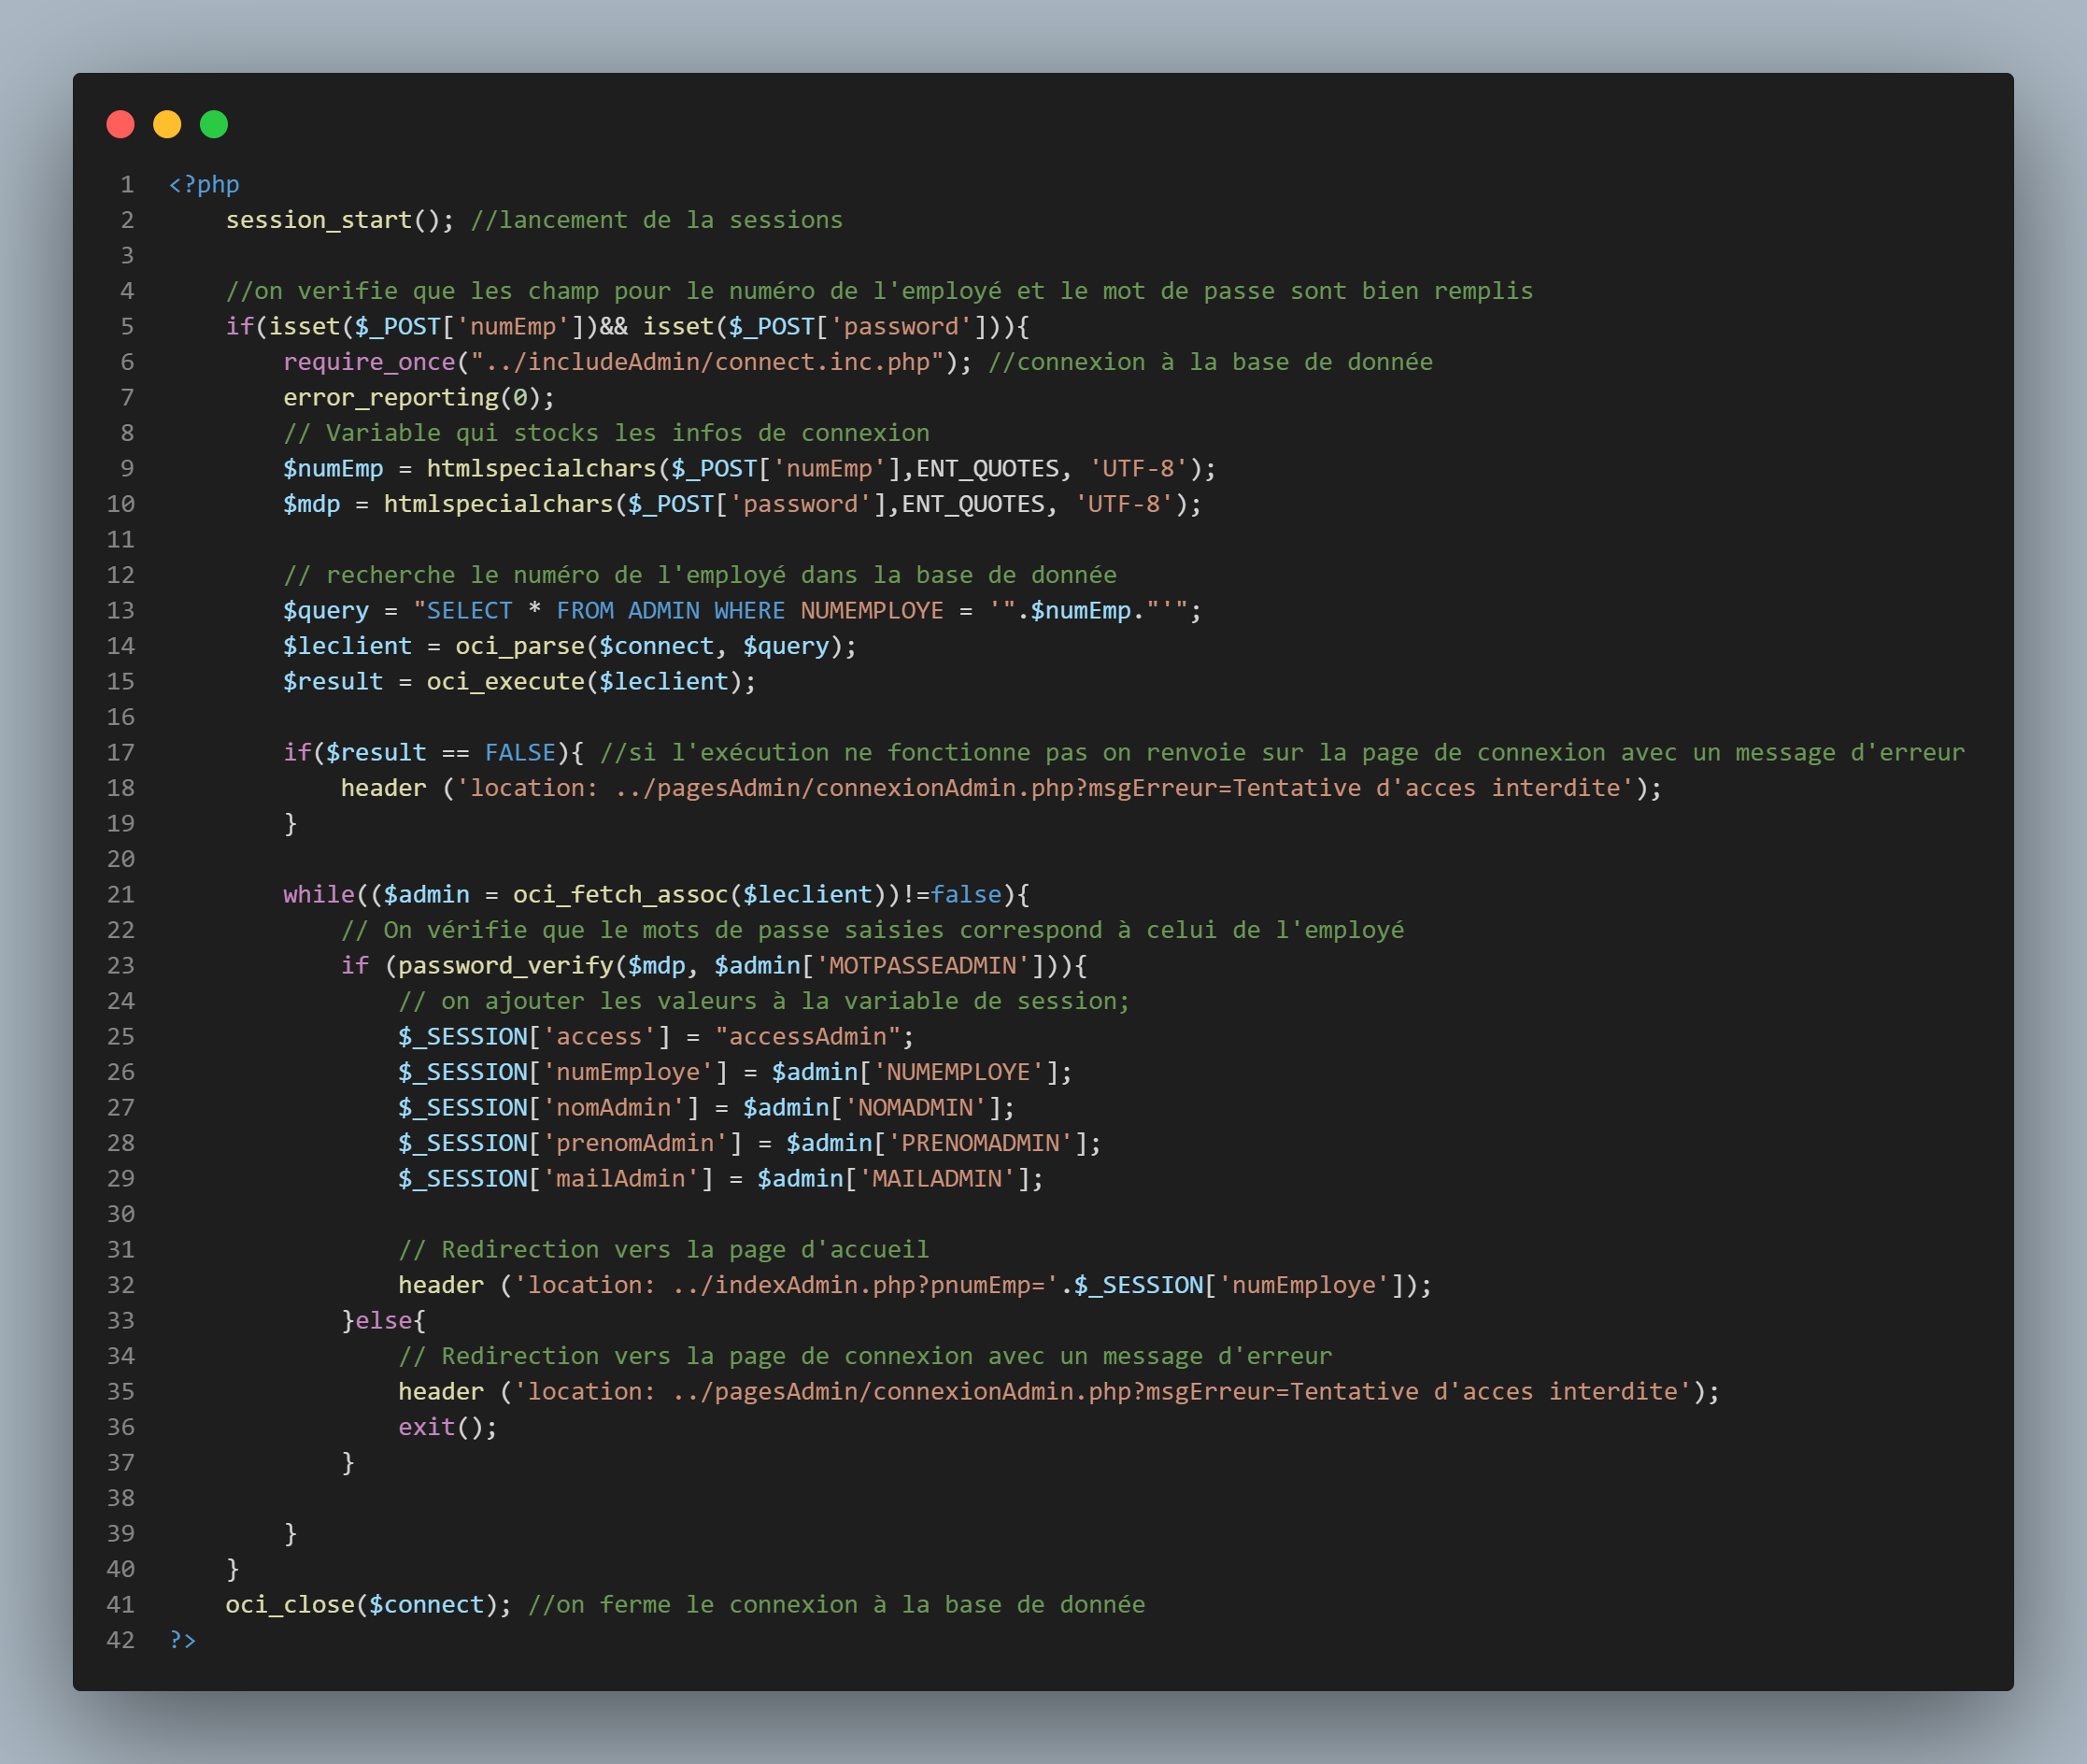 1 <?php
2     session_start(); //lancement de la sessions
3
4     //on verifie que les champ pour le numéro de l'employé et le mot de passe sont bien remplis
5     if(isset($_POST['numEmp'])&& isset($_POST['password'])){
6         require_once("../includeAdmin/connect.inc.php"); //connexion à la base de donnée
7         error_reporting(0);
8         // Variable qui stocks les infos de connexion
9         $numEmp = htmlspecialchars($_POST['numEmp'],ENT_QUOTES, 'UTF-8');
10         $mdp = htmlspecialchars($_POST['password'],ENT_QUOTES, 'UTF-8');
11
12         // recherche le numéro de l'employé dans la base de donnée
13         $query = "SELECT * FROM ADMIN WHERE NUMEMPLOYE = '".$numEmp."'";
14         $leclient = oci_parse($connect, $query);
15         $result = oci_execute($leclient);
16
17         if($result == FALSE){ //si l'exécution ne fonctionne pas on renvoie sur la page de connexion avec un message d'erreur
18             header ('location: ../pagesAdmin/connexionAdmin.php?msgErreur=Tentative d'acces interdite');
19         }
20
21         while(($admin = oci_fetch_assoc($leclient))!=false){
22             // On vérifie que le mots de passe saisies correspond à celui de l'employé
23             if (password_verify($mdp, $admin['MOTPASSEADMIN'])){
24                 // on ajouter les valeurs à la variable de session;
25                 $_SESSION['access'] = "accessAdmin";
26                 $_SESSION['numEmploye'] = $admin['NUMEMPLOYE'];
27                 $_SESSION['nomAdmin'] = $admin['NOMADMIN'];
28                 $_SESSION['prenomAdmin'] = $admin['PRENOMADMIN'];
29                 $_SESSION['mailAdmin'] = $admin['MAILADMIN'];
30
31                 // Redirection vers la page d'accueil
32                 header ('location: ../indexAdmin.php?pnumEmp='.$_SESSION['numEmploye']);
33             }else{
34                 // Redirection vers la page de connexion avec un message d'erreur
35                 header ('location: ../pagesAdmin/connexionAdmin.php?msgErreur=Tentative d'acces interdite');
36                 exit();
37             }
38
39         }
40     }
41     oci_close($connect); //on ferme le connexion à la base de donnée
42 ?>